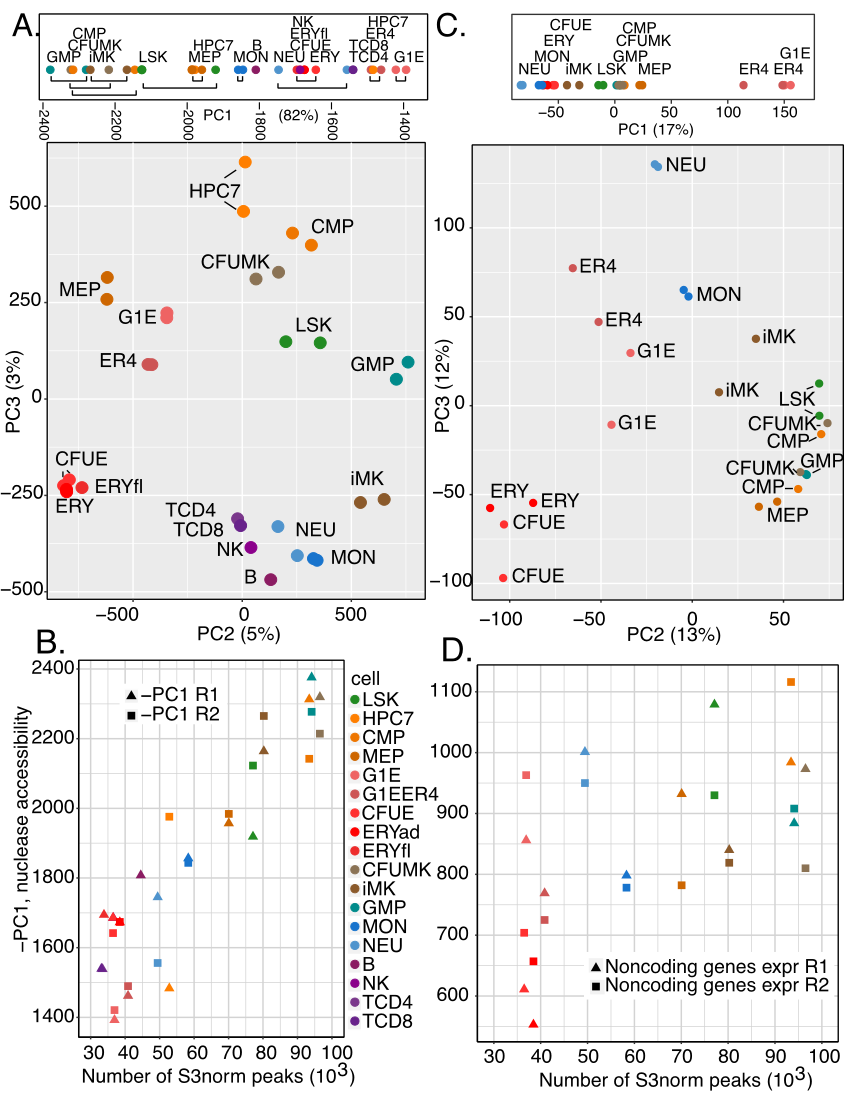 A.
CMP
CFUMK
GMP iMK LSK
HPC7
MEP
B
MON
NK
ERYfl
CFUE
NEU ERY
TCD8
HPC7
ER4
TCD4 G1E
−2400 −2200 −2000 −1800 −1600 −1400
PC1 (82%)
HPC7
CMP
CFUMK
MEP
G1E
LSK
ER4
GMP
CFUE
ERYfl
ERY
iMK
TCD4
TCD8
NEU
NK
MON
B
500
250
0
−250
−500
PC3 (3%)
−500 0 500
PC2 (5%)
C.
CFUE
ERY
MON
NEU iMK LSK
CMP
CFUMK
GMP
MEP
ER4
G1E
ER4
−50 0 50 100 150
PC1 (17%)
NEU
ER4
MON
ER4
G1E
iMK
iMK
LSK
G1E
CFUMK
CMP
CFUMK GMP
CMP
MEP
ERY
ERY
CFUE
CFUE
100
50
0
−50
−100
PC3 (12%)
−100 −50 0 50
PC2 (13%)
B.
2400
2200
2000
1800
1600
1400
−PC1, nuclease accessibility
−PC1 R1
−PC1 R2
30 40 50 60 70 80 90 100
Number of S3norm peaks (10³)
cell
LSK
HPC7
CMP
MEP
G1E
G1EER4
CFUE
ERYad
ERYfl
CFUMK
iMK
GMP
MON
NEU
B
NK
TCD4
TCD8
D.
1100
1000
900
800
700
600
Noncoding genes expr R1
Noncoding genes expr R2
30 40 50 60 70 80 90 100
Number of S3norm peaks (10³)